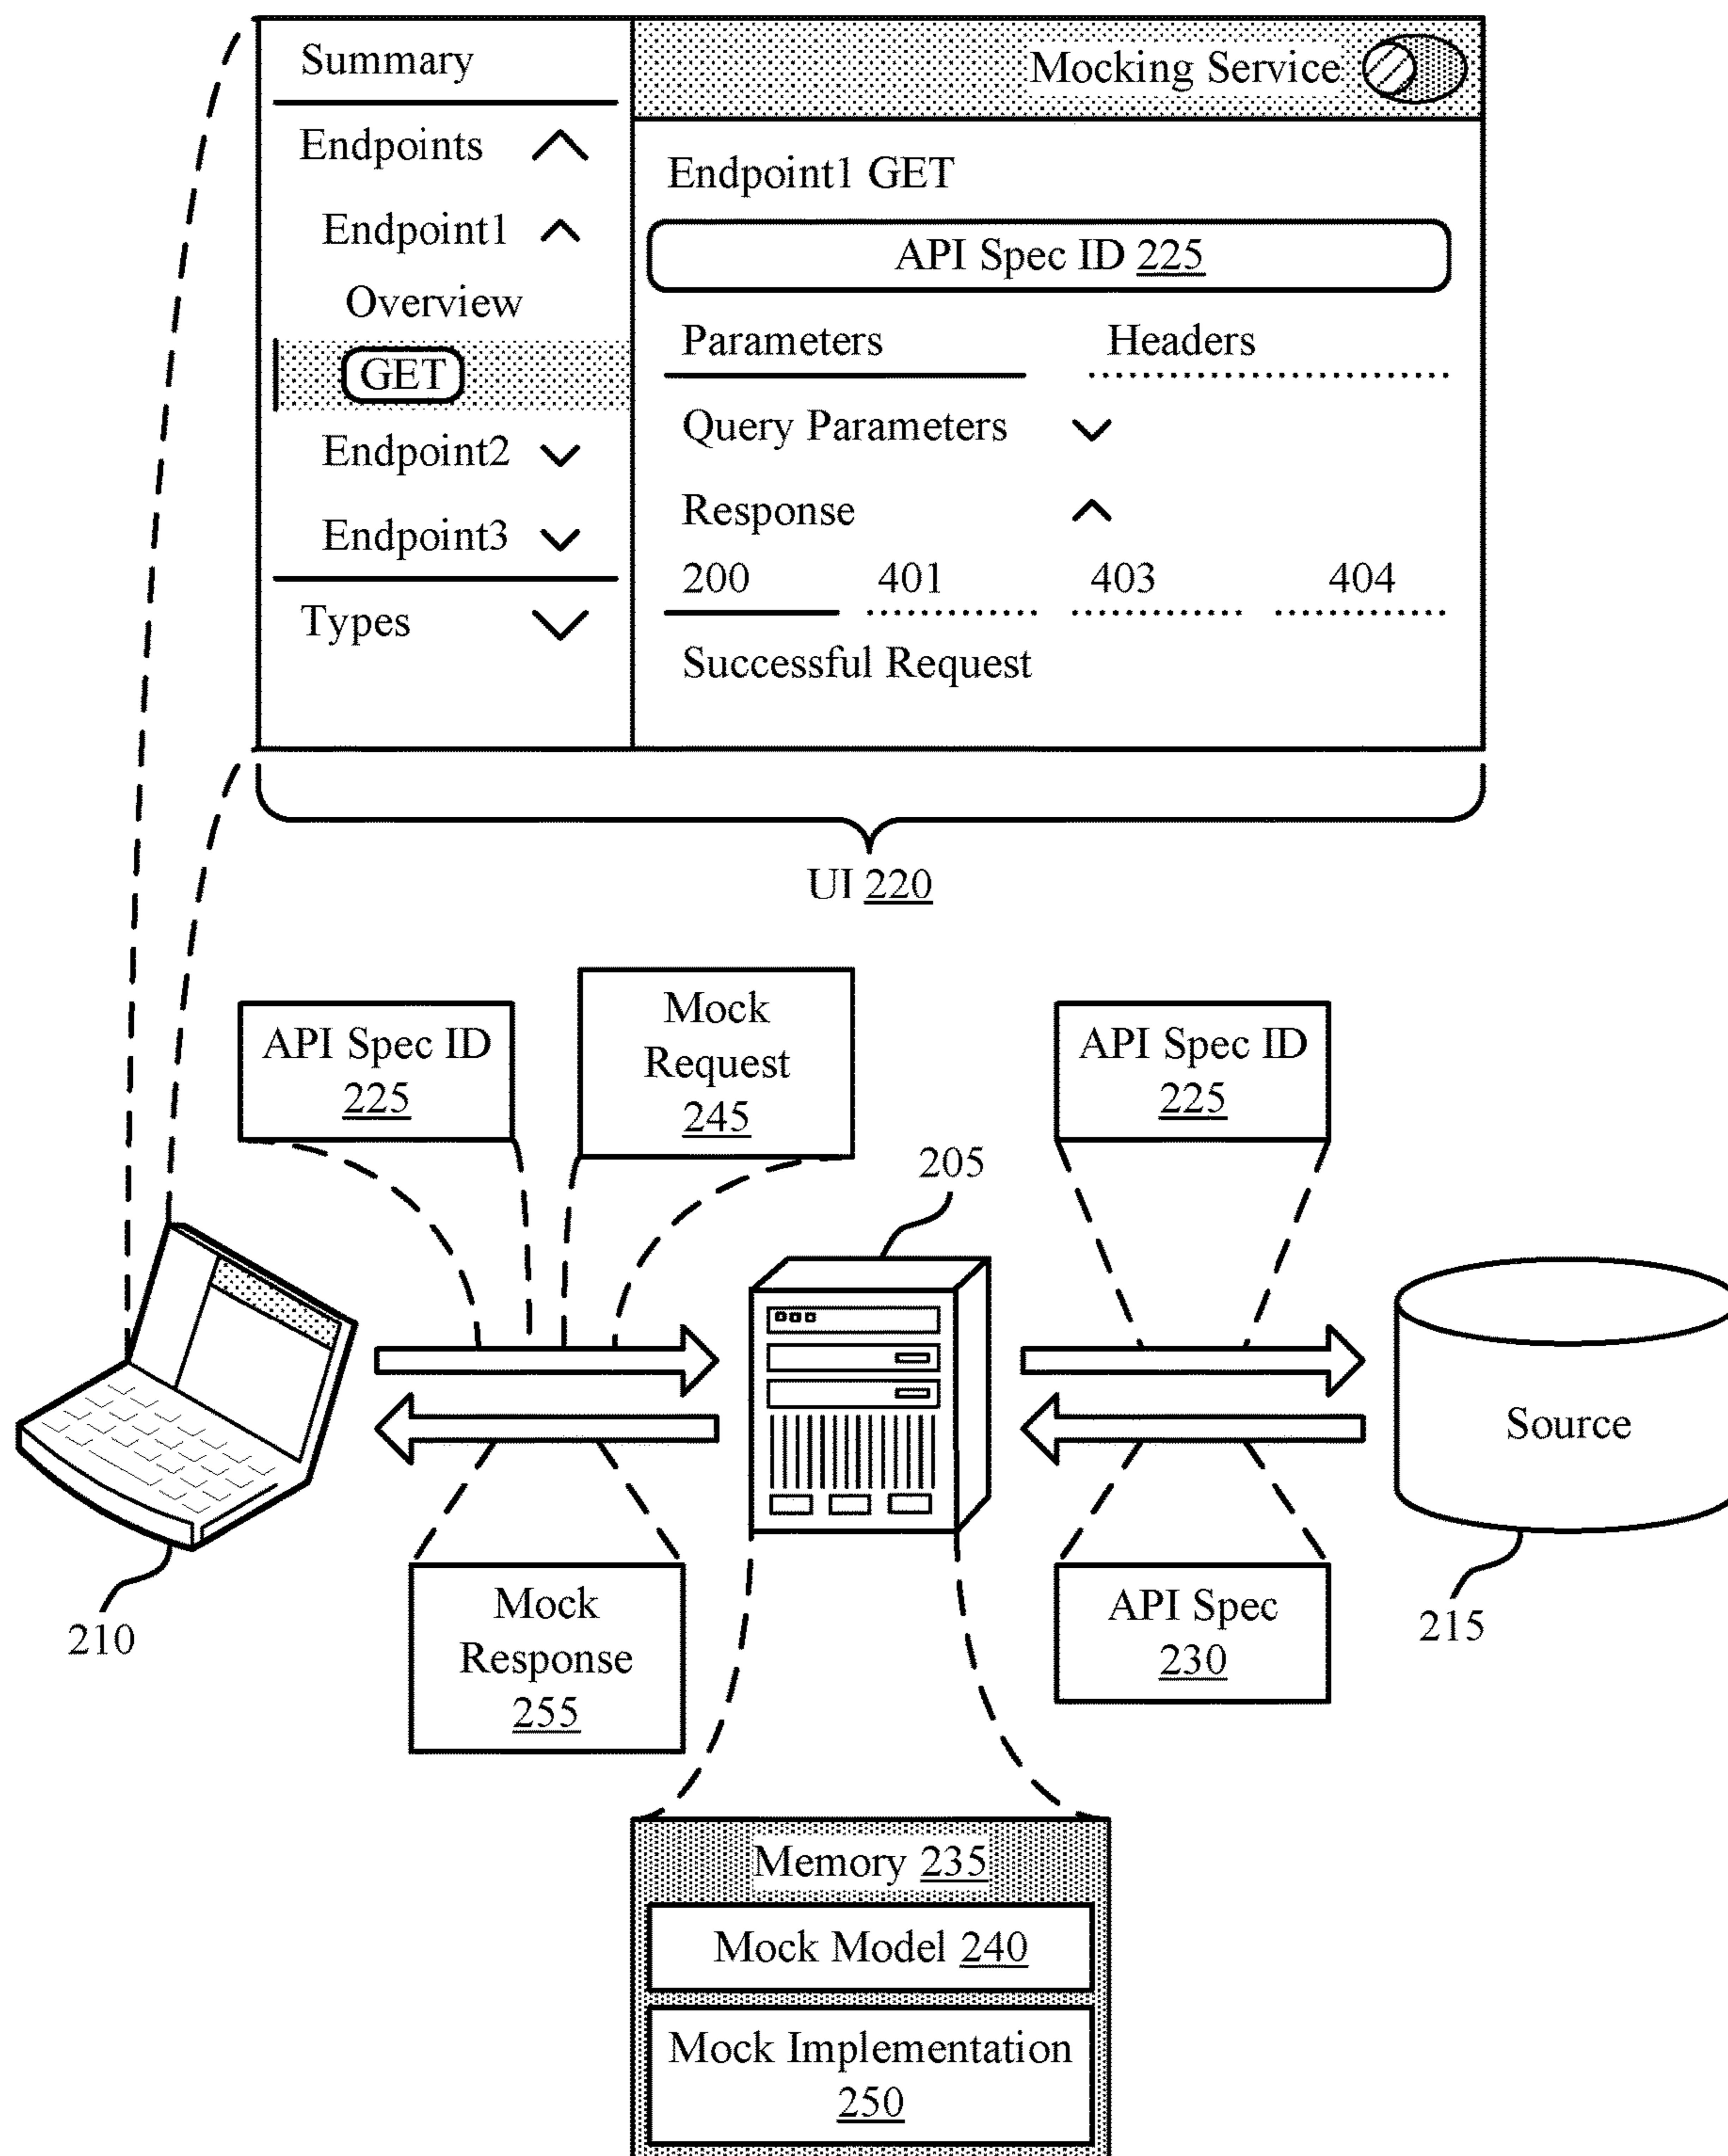 Summary
Mocking Service
Endpoints
Endpoint1
Overview
GET
Endpoint2
Endpoint3
Types
Endpoint1 GET
API Spec ID 225
Parameters
Headers
Query Parameters
Response
200
401
403
404
Successful Request
UI 220
API Spec ID
225
Mock
Request
245
API Spec ID
225
205
Source
210
Mock
Response
255
API Spec
230
215
Memory 235
Mock Model 240
Mock Implementation
250